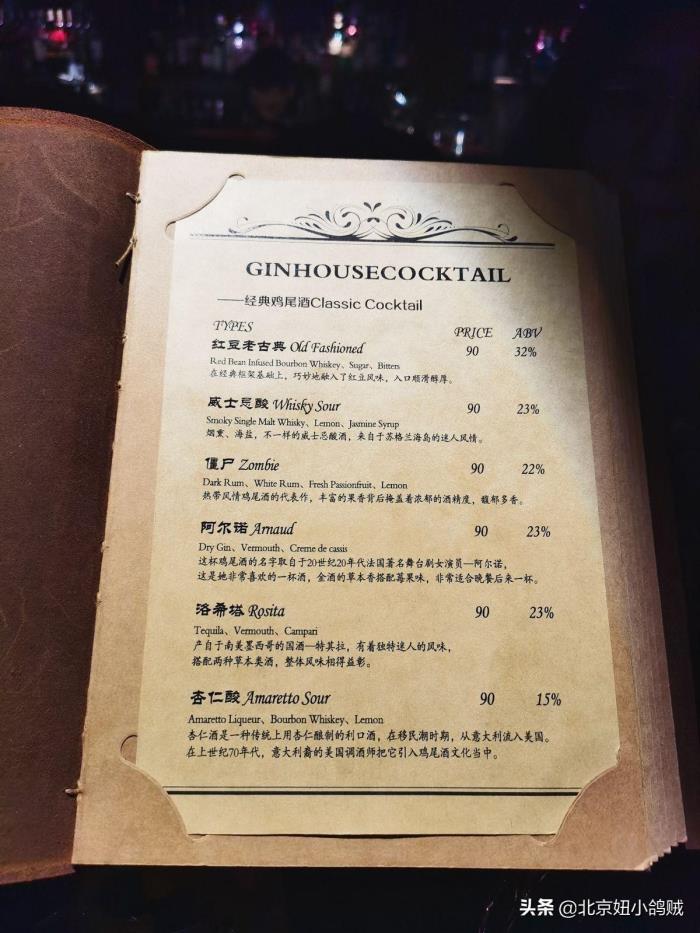 GINHOUSECOCKTAIL
——经典鸡尾酒Classic Cocktail
TYPES PRICE ABV
红豆老古典 Old Fashioned 90 32%
Red Bean Infused Bourbon Whiskey、Sugar、Bitters
在经典框架基础上，巧妙地融入了红豆风味，入口顺滑醇厚。
威士忌酸 Whisky Sour 90 23%
Smoky Single Malt Whisky、Lemon、Jasmine Syrup
烟熏、海盐，不一样的威士忌酸酒，来自于苏格兰海岛的迷人风情。
僵尸 Zombie 90 22%
Dark Rum、White Rum、Fresh Passionfruit、Lemon
热带风情鸡尾酒的代表作，丰富的果香背后掩盖着浓郁的酒精度，馥郁多香。
阿尔诺 Arnaud 90 23%
Dry Gin、Vermouth、Creme de cassis
这杯鸡尾酒的名字取自于20世纪20年代法国著名舞台剧女演员—阿尔诺，
这是她非常喜欢的一杯酒，金酒的草本香搭配莓果味，非常适合晚餐后来一杯。
洛希塔 Rosita 90 23%
Tequila、Vermouth、Campari
产自于南美墨西哥的国酒—特其拉，有着独特迷人的风味，
搭配两种草本类酒，整体风味相得益彰。
杏仁酸 Amaretto Sour 90 15%
Amaretto Liqueur、Bourbon Whiskey、Lemon
杏仁酒是一种传统上用杏仁酿制的利口酒，在移民潮时期，从意大利流入美国。
在上世纪70年代，意大利裔的美国调酒师把它引入鸡尾酒文化当中。
头条 @北京妞小鸽贼